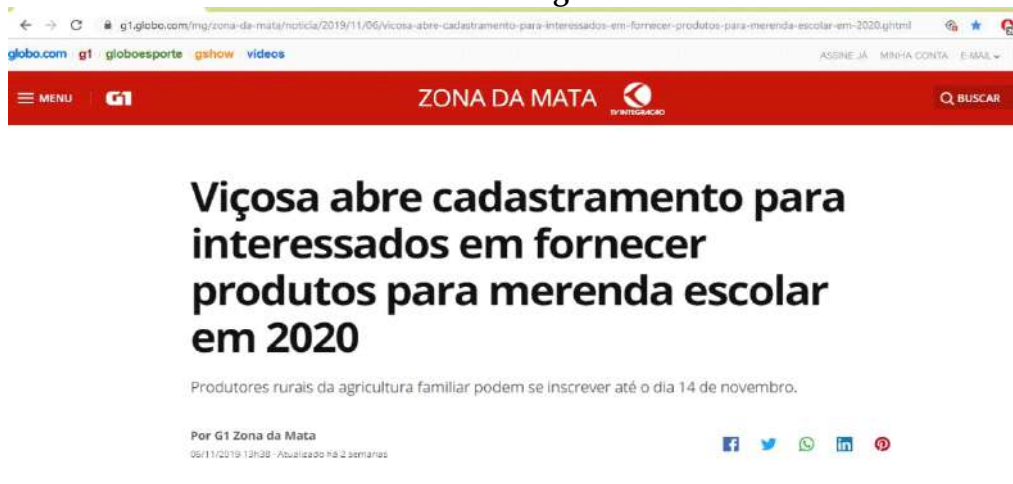 g1.globo.com/mg/zona-da-mata/noticia/2019/11/06/vicosa-abre-cadastramento-para-interessados-em-fornecer-produtos-para-merenda-escolar-em-2020.ghtml
globo.com g1 globoesporte gshow vídeos ASSINE JÁ MINHA CONTA E-MAIL
MENU G1 ZONA DA MATA BUSCAR
TV INTEGRAÇÃO
Viçosa abre cadastramento para
interessados em fornecer
produtos para merenda escolar
em 2020
Produtores rurais da agricultura familiar podem se inscrever até o dia 14 de novembro.
Por G1 Zona da Mata
06/11/2019 13h38 · Atualizado há 2 semanas